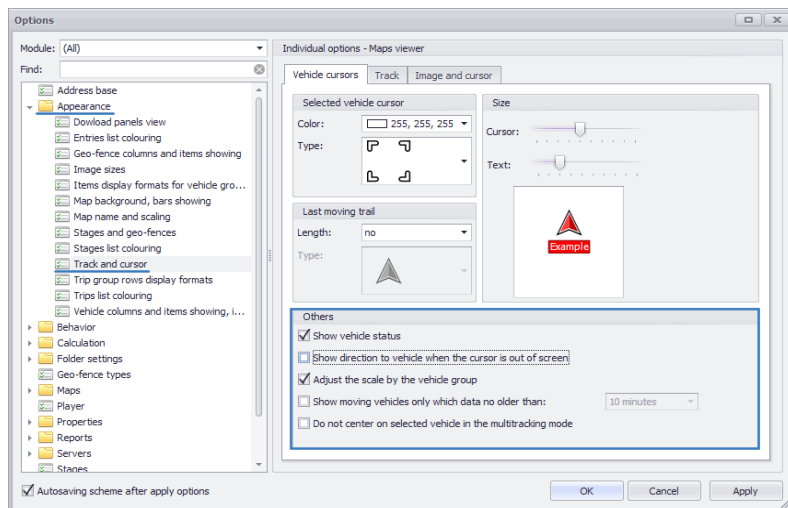 Options
Module: (All)
Find:
Address base
Appearance
Dowload panels view
Entries list colouring
Geo-fence columns and items showing
Image sizes
Items display formats for vehicle gro...
Map background, bars showing
Map name and scaling
Stages and geo-fences
Stages list colouring
Track and cursor
Trip group rows display formats
Trips list colouring
Vehicle columns and items showing, i...
Behavior
Calculation
Folder settings
Geo-fence types
Maps
Player
Properties
Reports
Servers
Stages
Autosaving scheme after apply options
Individual options - Maps viewer
Vehicle cursors Track Image and cursor
Selected vehicle cursor
Color: 255, 255, 255
Type:
Last moving trail
Length: no
Type:
Size
Cursor:
Text:
Example
Others
Show vehicle status
Show direction to vehicle when the cursor is out of screen
Adjust the scale by the vehicle group
Show moving vehicles only which data no older than: 10 minutes
Do not center on selected vehicle in the multitracking mode
OK Cancel Apply